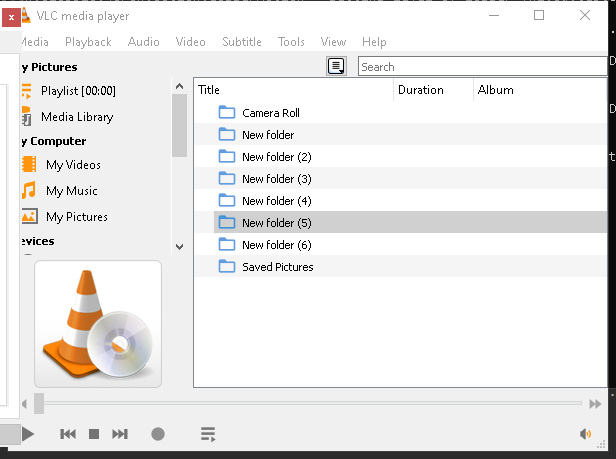 x
VLC media player
Media Playback Audio Video Subtitle Tools View Help
y Pictures
Search
Playlist [00:00]
Media Library
y Computer
My Videos
My Music
My Pictures
evices
Title Duration Album
Camera Roll
New folder
New folder (2)
New folder (3)
New folder (4)
New folder (5)
New folder (6)
Saved Pictures
D
D
t